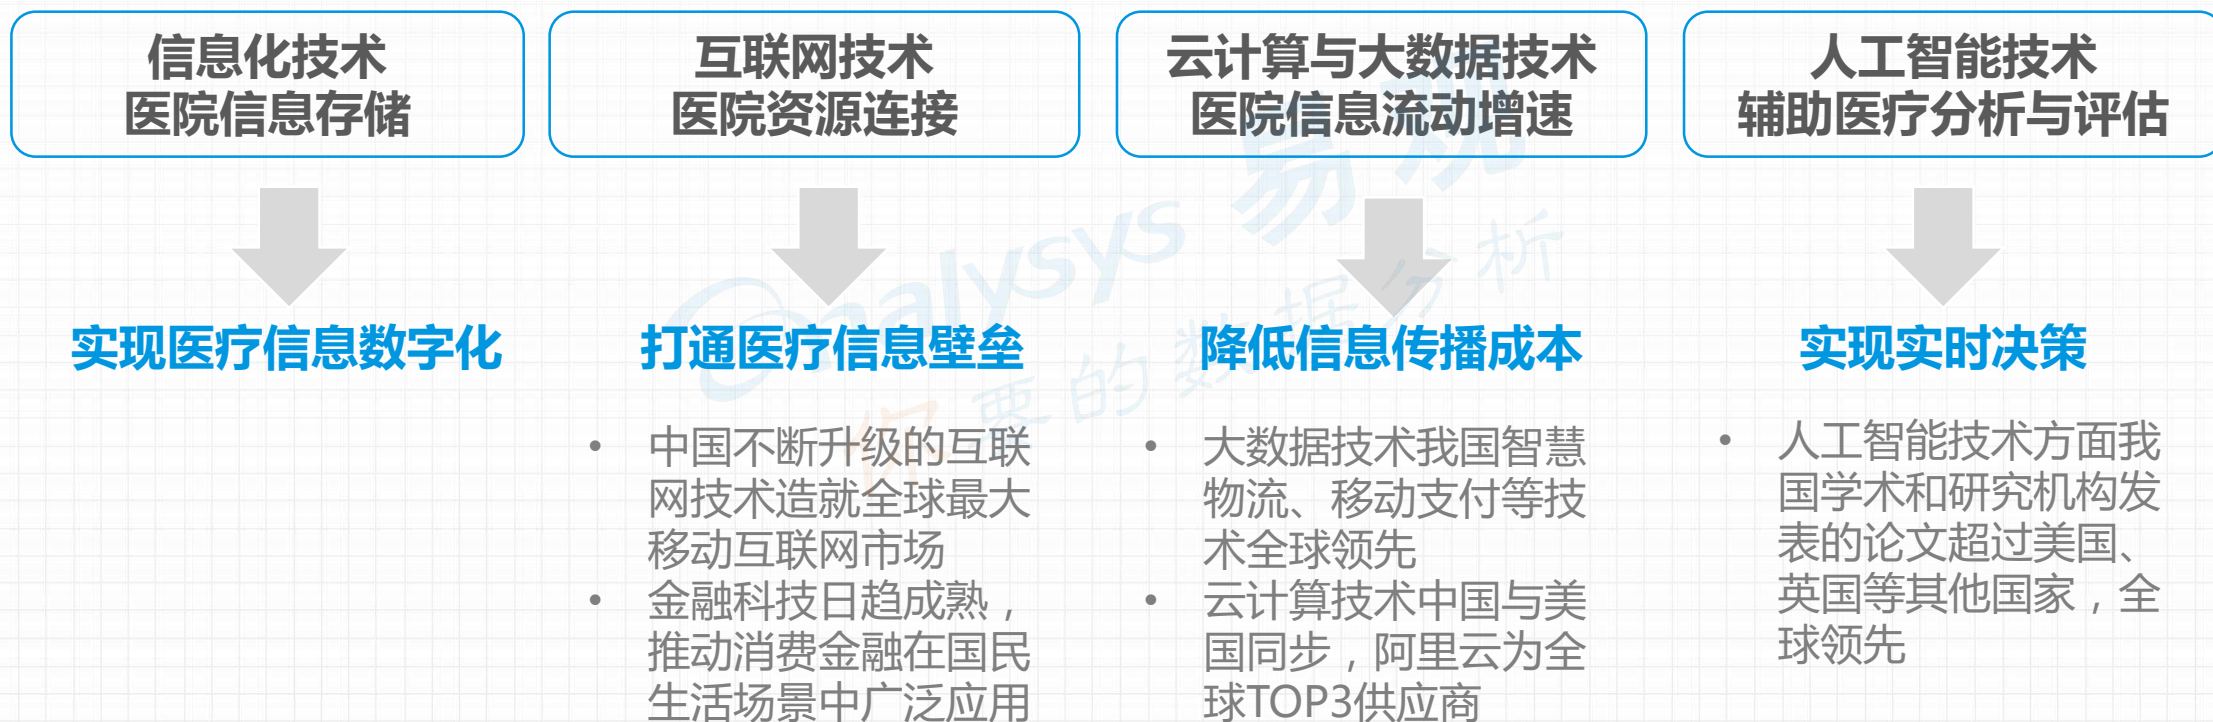 信息化技术
医院信息存储
互联网技术
医院资源连接
云计算与大数据技术
医院信息流动增速
人工智能技术
辅助医疗分析与评估
实现医疗信息数字化
打通医疗信息壁垒
降低信息传播成本
实现实时决策
• 中国不断升级的互联
网技术造就全球最大
移动互联网市场
• 金融科技日趋成熟，
推动消费金融在国民
生活场景中广泛应用
• 大数据技术我国智慧
物流、移动支付等技
术全球领先
• 云计算技术中国与美
国同步，阿里云为全
球TOP3供应商
• 人工智能技术方面我
国学术和研究机构发
表的论文超过美国、
英国等其他国家，全
球领先
analysys 易观
你要的数据分析